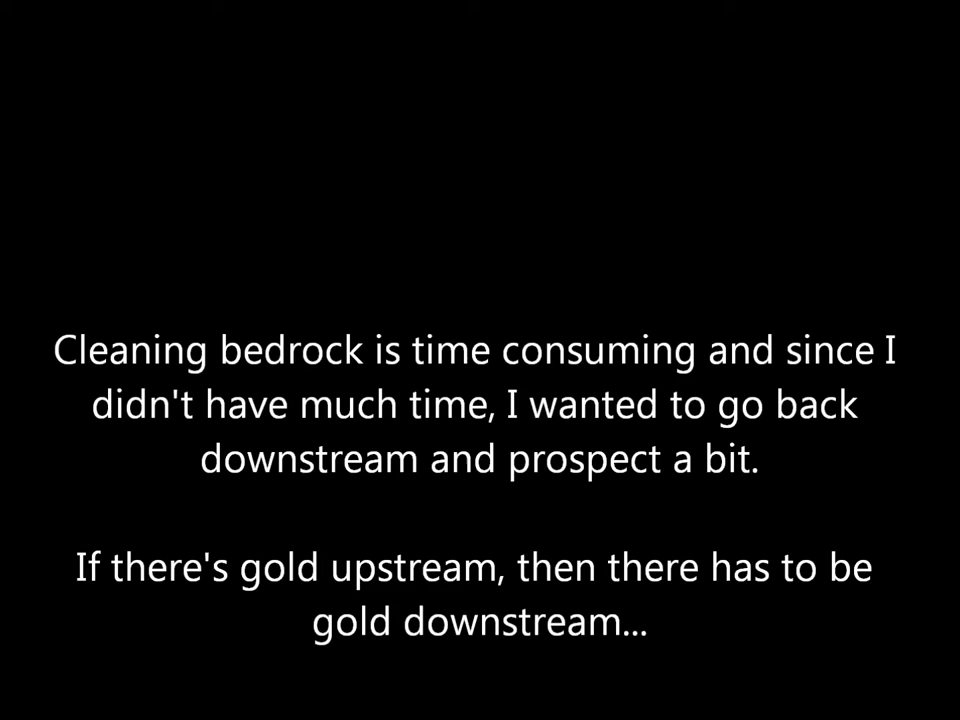 Cleaning bedrock is time consuming and since I
didn't have much time, I wanted to go back
downstream and prospect a bit.
If there's gold upstream, then there has to be
gold downstream...